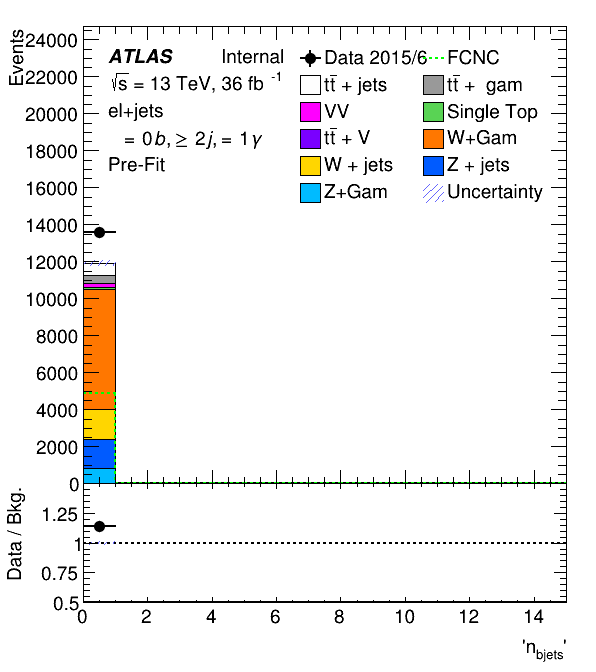 Events
24000
22000
20000
18000
16000
14000
12000
10000
8000
6000
4000
2000
0
ATLAS Internal
√s = 13 TeV, 36 fb⁻¹
el+jets
= 0b, ≥ 2j, = 1γ
Pre-Fit
Data 2015/6 FCNC
tt̄ + jets tt̄ + gam
VV Single Top
tt̄ + V W+Gam
W + jets Z + jets
Z+Gam Uncertainty
Data / Bkg.
1.25
1
0.75
0.5
0 2 4 6 8 10 12 14
'n_bjets'